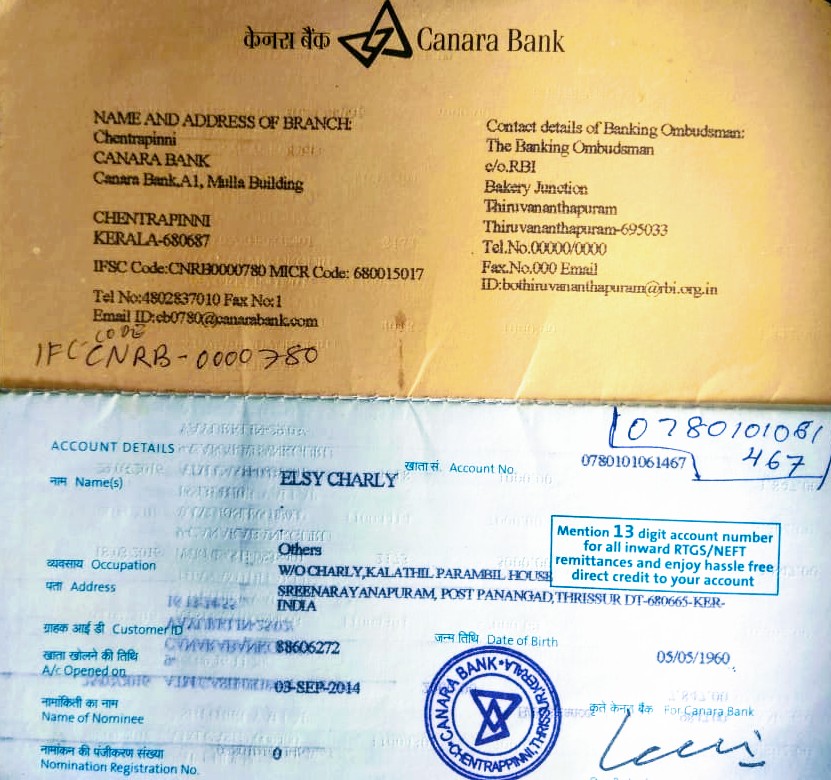 केनरा बैंक Canara Bank
NAME AND ADDRESS OF BRANCH:
Chentrapinni
CANARA BANK
Canara Bank,A1, Mulla Building
CHENTRAPINNI
KERALA-680687
IFSC Code:CNRB0000780 MICR Code: 680015017
Tel No:4802837010 Fax No:1
Email ID:cb0780@canarabank.com
CODE
IFC CNRB-0000780
Contact details of Banking Ombudsman:
The Banking Ombudsman
c/o.RBI
Bakery Junction
Thiruvananthapuram
Thiruvananthapuram-695033
Tel.No.00000/0000
Fax.No.000 Email
ID:bothiruvananthapuram@rbi.org.in
0780101061
467
ACCOUNT DETAILS
खाता सं. Account No. 0780101061467
नाम Name(s) ELSY CHARLY
Mention 13 digit account number
for all inward RTGS/NEFT
remittances and enjoy hassle free
direct credit to your account
व्यवसाय Occupation Others
पता Address W/O CHARLY,KALATHIL PARAMBIL HOUSE
SREENARAYANAPURAM, POST PANANGAD,THRISSUR DT-680665-KER-
INDIA
ग्राहक आई डी Customer ID 88606272
जन्म तिथि Date of Birth 05/05/1960
खाता खोलने की तिथि
A/c Opened on 03-SEP-2014
नामांकिती का नाम
Name of Nominee
नामांकन की पंजीकरण संख्या
Nomination Registration No. 0
CANARA BANK CHENTRAPPINNI, THRISSUR, KERALA
कृते केनरा बैंक For Canara Bank